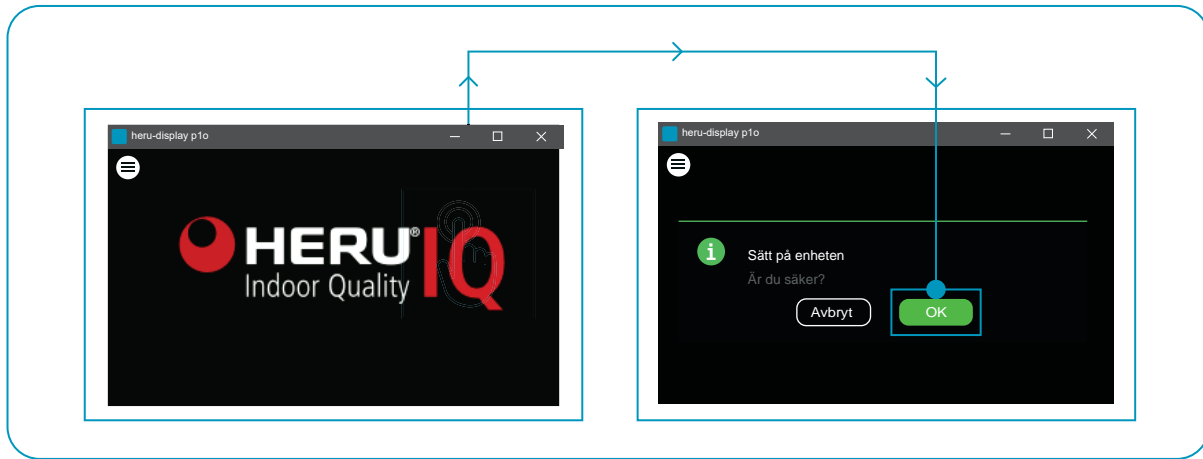 heru-display p1o
HERU® IQ
Indoor Quality
heru-display p1o
i
Sätt på enheten
Är du säker?
Avbryt
OK